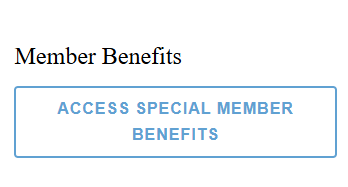 Member Benefits
ACCESS SPECIAL MEMBER
BENEFITS